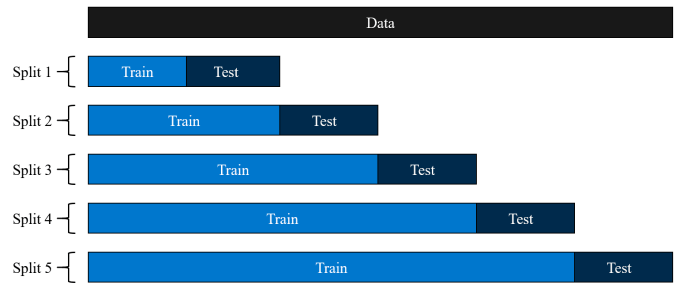 Data
Split 1 Train Test
Split 2 Train Test
Split 3 Train Test
Split 4 Train Test
Split 5 Train Test